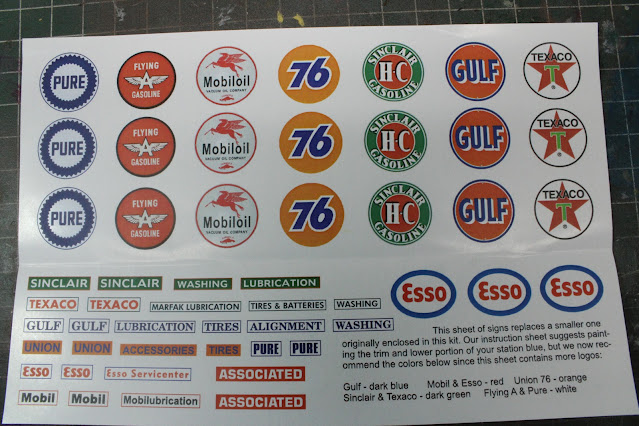 PURE FLYING A GASOLINE Mobiloil VACUUM OIL COMPANY 76 SINCLAIR H-C GASOLINE GULF TEXACO T
PURE FLYING A GASOLINE Mobiloil VACUUM OIL COMPANY 76 SINCLAIR H-C GASOLINE GULF TEXACO T
PURE FLYING A GASOLINE Mobiloil VACUUM OIL COMPANY 76 SINCLAIR H-C GASOLINE GULF TEXACO T
SINCLAIR SINCLAIR WASHING LUBRICATION
TEXACO TEXACO MARFAK LUBRICATION TIRES & BATTERIES WASHING
GULF GULF LUBRICATION TIRES ALIGNMENT WASHING
UNION UNION ACCESSORIES TIRES PURE PURE
Esso Esso Esso Servicenter ASSOCIATED
Mobil Mobil Mobilubrication ASSOCIATED
Esso Esso Esso
This sheet of signs replaces a smaller one
originally enclosed in this kit. Our instruction sheet suggests paint-
ing the trim and lower portion of your station blue, but we now rec-
ommend the colors below since this sheet contains more logos:
Gulf - dark blue Mobil & Esso - red Union 76 - orange
Sinclair & Texaco - dark green Flying A & Pure - white